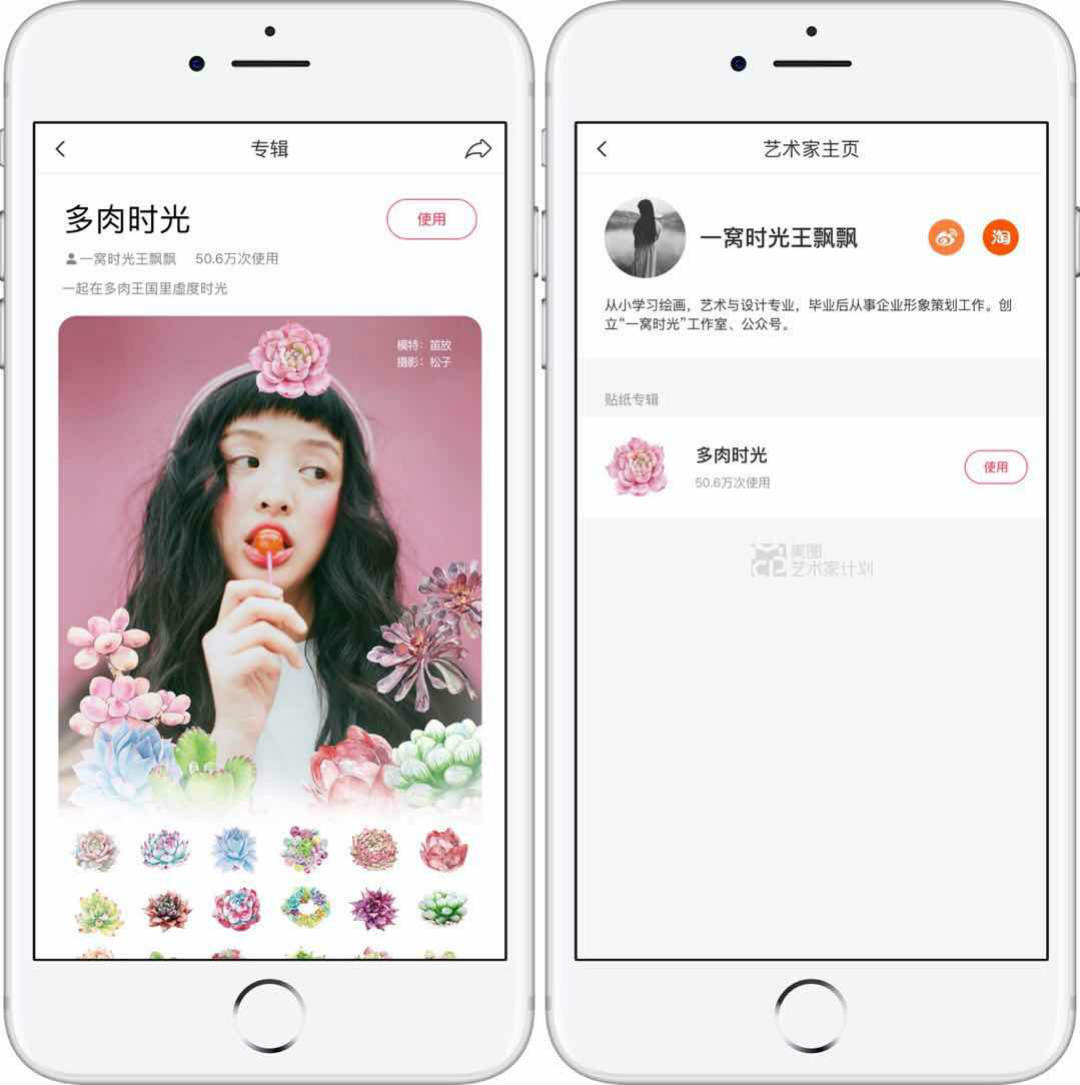 专辑
多肉时光
使用
一窝时光王飘飘 50.6万次使用
一起在多肉王国里虚度时光
模特：笛放
摄影：松子
艺术家主页
一窝时光王飘飘
淘
从小学习绘画，艺术与设计专业，毕业后从事企业形象策划工作。创
立“一窝时光”工作室、公众号。
贴纸专辑
多肉时光
50.6万次使用
使用
美图
艺术家计划